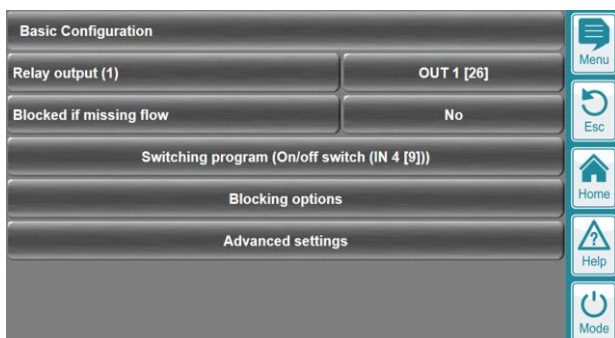 Basic Configuration
Menu
Relay output (1) OUT 1 [26]
Blocked if missing flow No
Esc
Switching program (On/off switch (IN 4 [9]))
Blocking options
Home
Advanced settings
Help
Mode